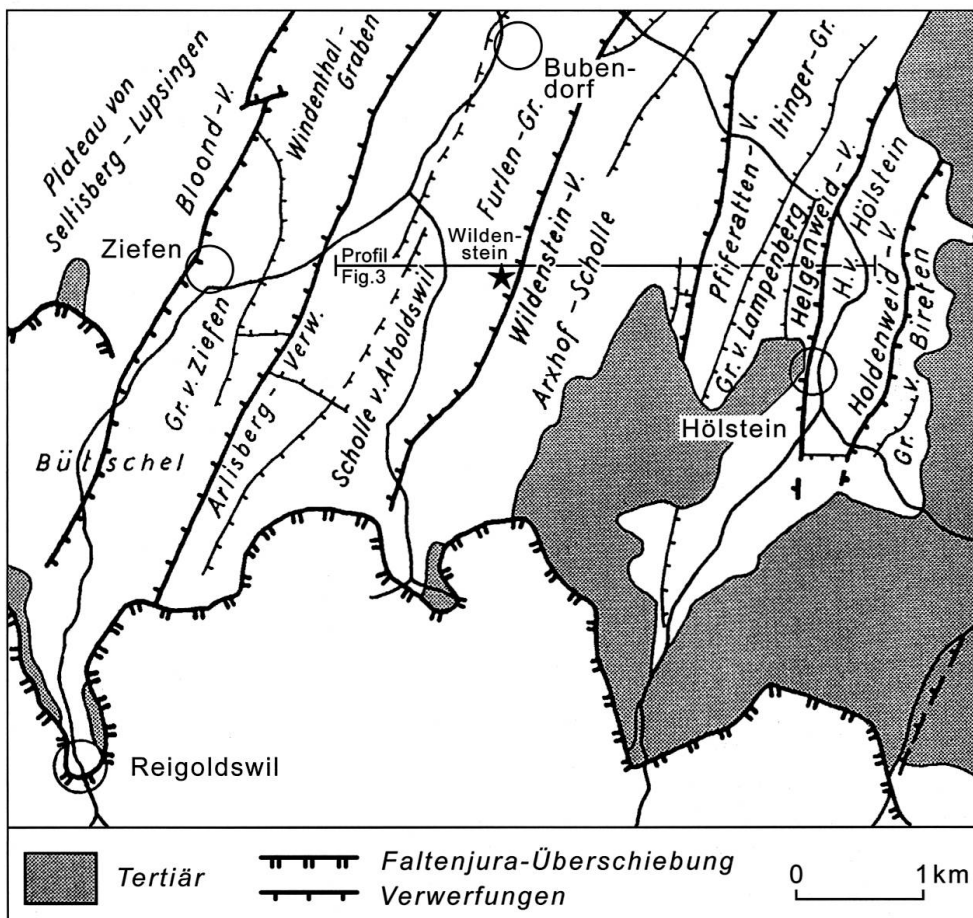 Plateau von
Seltisberg - Lupsingen
Bloond - V.
Windenthal -
Graben
Buben-
dorf
Furlen - Gr.
Itinger - Gr.
Pfiferatten - V.
Gr. v. Lampenberg
Helgenweid - V.
H. v. Hölstein
Holdenweid - V.
Gr. v. Bireten
Ziefen
Profil
Fig.3
Wilden-
stein
Wildenstein - V.
Arxhof - Scholle
Gr. v. Ziefen
Arlisberg - Verw.
Scholle v. Arboldswil
Bütschel
Hölstein
Reigoldswil
Tertiär
Faltenjura-Überschiebung
Verwerfungen
0 1 km